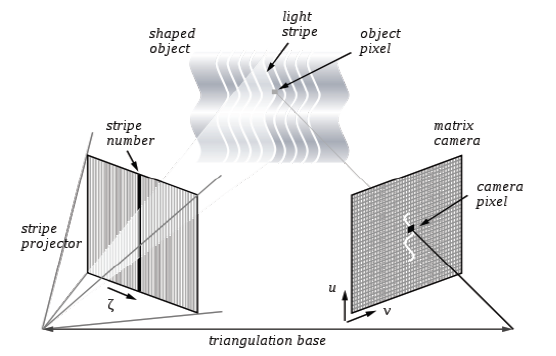 shaped
object
light
stripe
object
pixel
stripe
number
matrix
camera
camera
pixel
stripe
projector
ζ
u
v
triangulation base